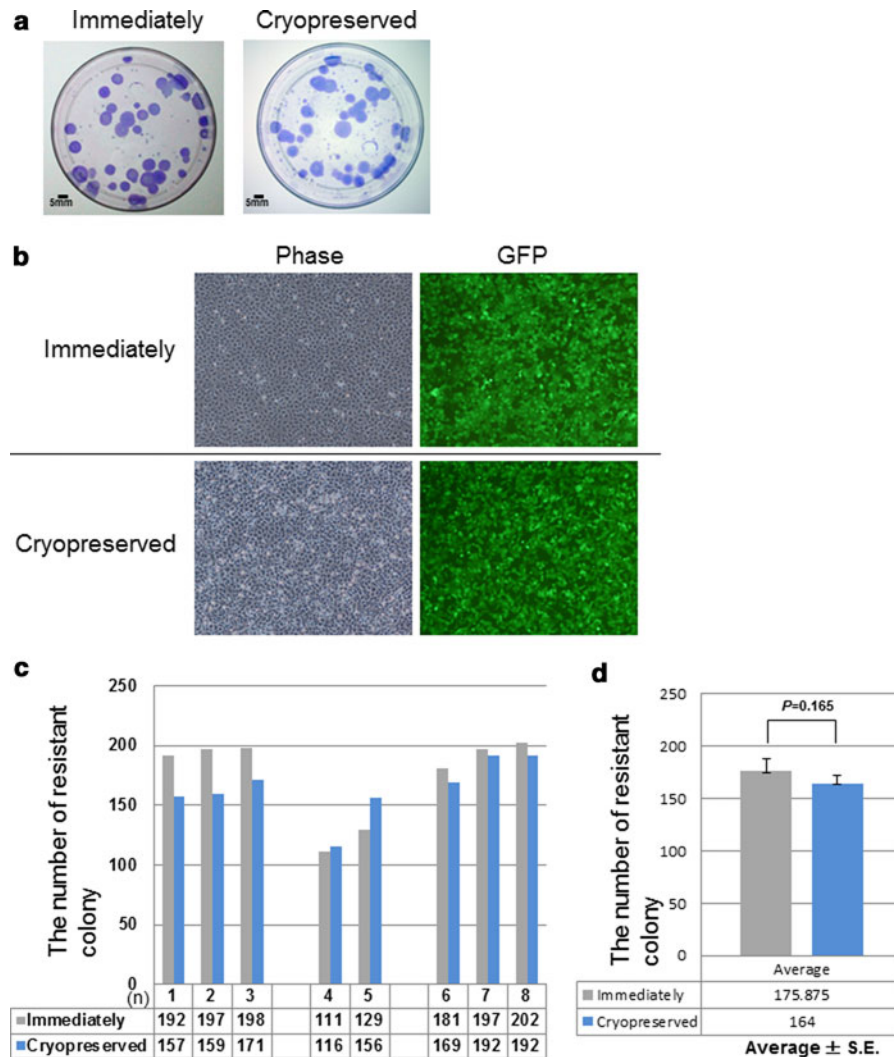 a
Immediately Cryopreserved
5mm 5mm
b
Phase GFP
Immediately
Cryopreserved
c
The number of resistant
colony
250
200
150
100
50
0
(n) 1 2 3 4 5 6 7 8
Immediately 192 197 198 111 129 181 197 202
Cryopreserved 157 159 171 116 156 169 192 192
d
The number of resistant
colony
250
200
150
100
50
0
P=0.165
Average
Immediately 175.875
Cryopreserved 164
Average ± S.E.